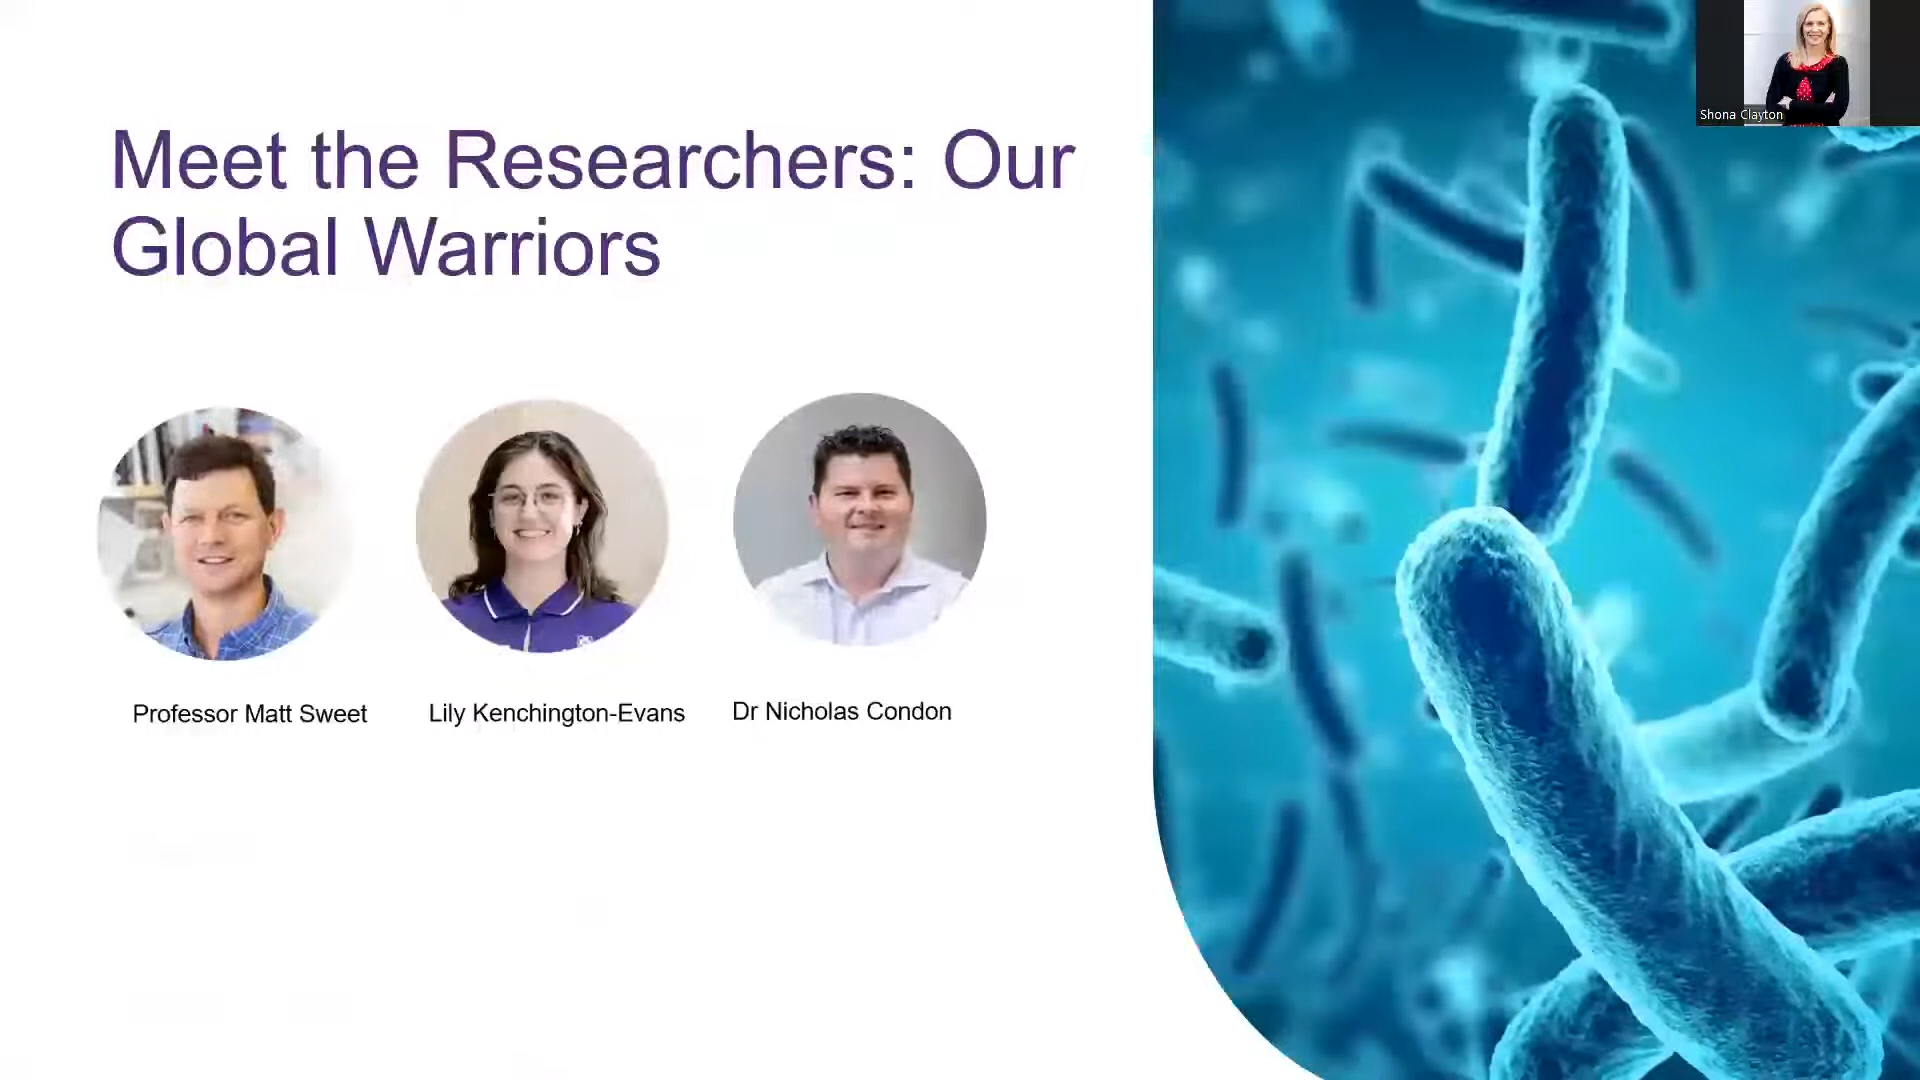 Meet the Researchers: Our
Global Warriors
Shona Clayton
Professor Matt Sweet
Lily Kenchington-Evans
Dr Nicholas Condon